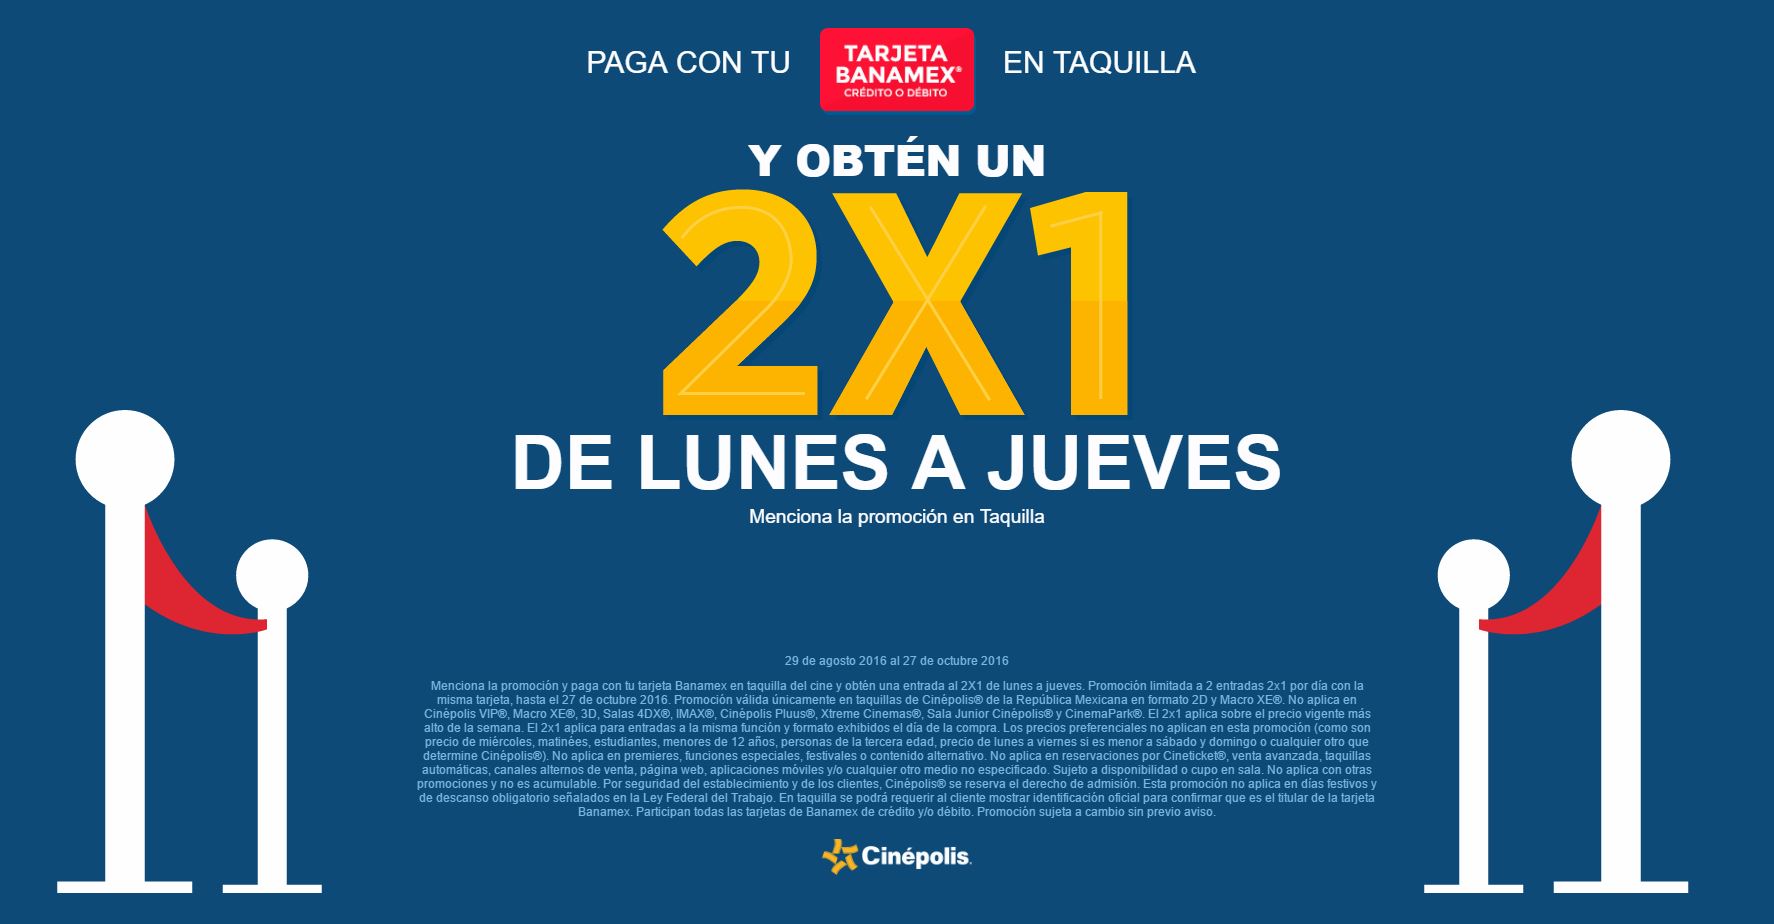 PAGA CON TU TARJETA BANAMEX® CRÉDITO O DÉBITO EN TAQUILLA
Y OBTÉN UN
2X1
DE LUNES A JUEVES
Menciona la promoción en Taquilla
29 de agosto 2016 al 27 de octubre 2016
Menciona la promoción y paga con tu tarjeta Banamex en taquilla del cine y obtén una entrada al 2X1 de lunes a jueves. Promoción limitada a 2 entradas 2x1 por día con la
misma tarjeta, hasta el 27 de octubre 2016. Promoción válida únicamente en taquillas de Cinépolis® de la República Mexicana en formato 2D y Macro XE®. No aplica en
Cinépolis VIP®, Macro XE®, 3D, Salas 4DX®, IMAX®, Cinépolis Pluus®, Xtreme Cinemas®, Sala Junior Cinépolis® y CinemaPark®. El 2x1 aplica sobre el precio vigente más
alto de la semana. El 2x1 aplica para entradas a la misma función y formato exhibidos el día de la compra. Los precios preferenciales no aplican en esta promoción (como son
precio de miércoles, matinées, estudiantes, menores de 12 años, personas de la tercera edad, precio de lunes a viernes si es menor a sábado y domingo o cualquier otro que
determine Cinépolis®). No aplica en premieres, funciones especiales, festivales o contenido alternativo. No aplica en reservaciones por Cineticket®, venta avanzada, taquillas
automáticas, canales alternos de venta, página web, aplicaciones móviles y/o cualquier otro medio no especificado. Sujeto a disponibilidad o cupo en sala. No aplica con otras
promociones y no es acumulable. Por seguridad del establecimiento y de los clientes, Cinépolis® se reserva el derecho de admisión. Esta promoción no aplica en días festivos y
de descanso obligatorio señalados en la Ley Federal del Trabajo. En taquilla se podrá requerir al cliente mostrar identificación oficial para confirmar que es el titular de la tarjeta
Banamex. Participan todas las tarjetas de Banamex de crédito y/o débito. Promoción sujeta a cambio sin previo aviso.
Cinépolis.